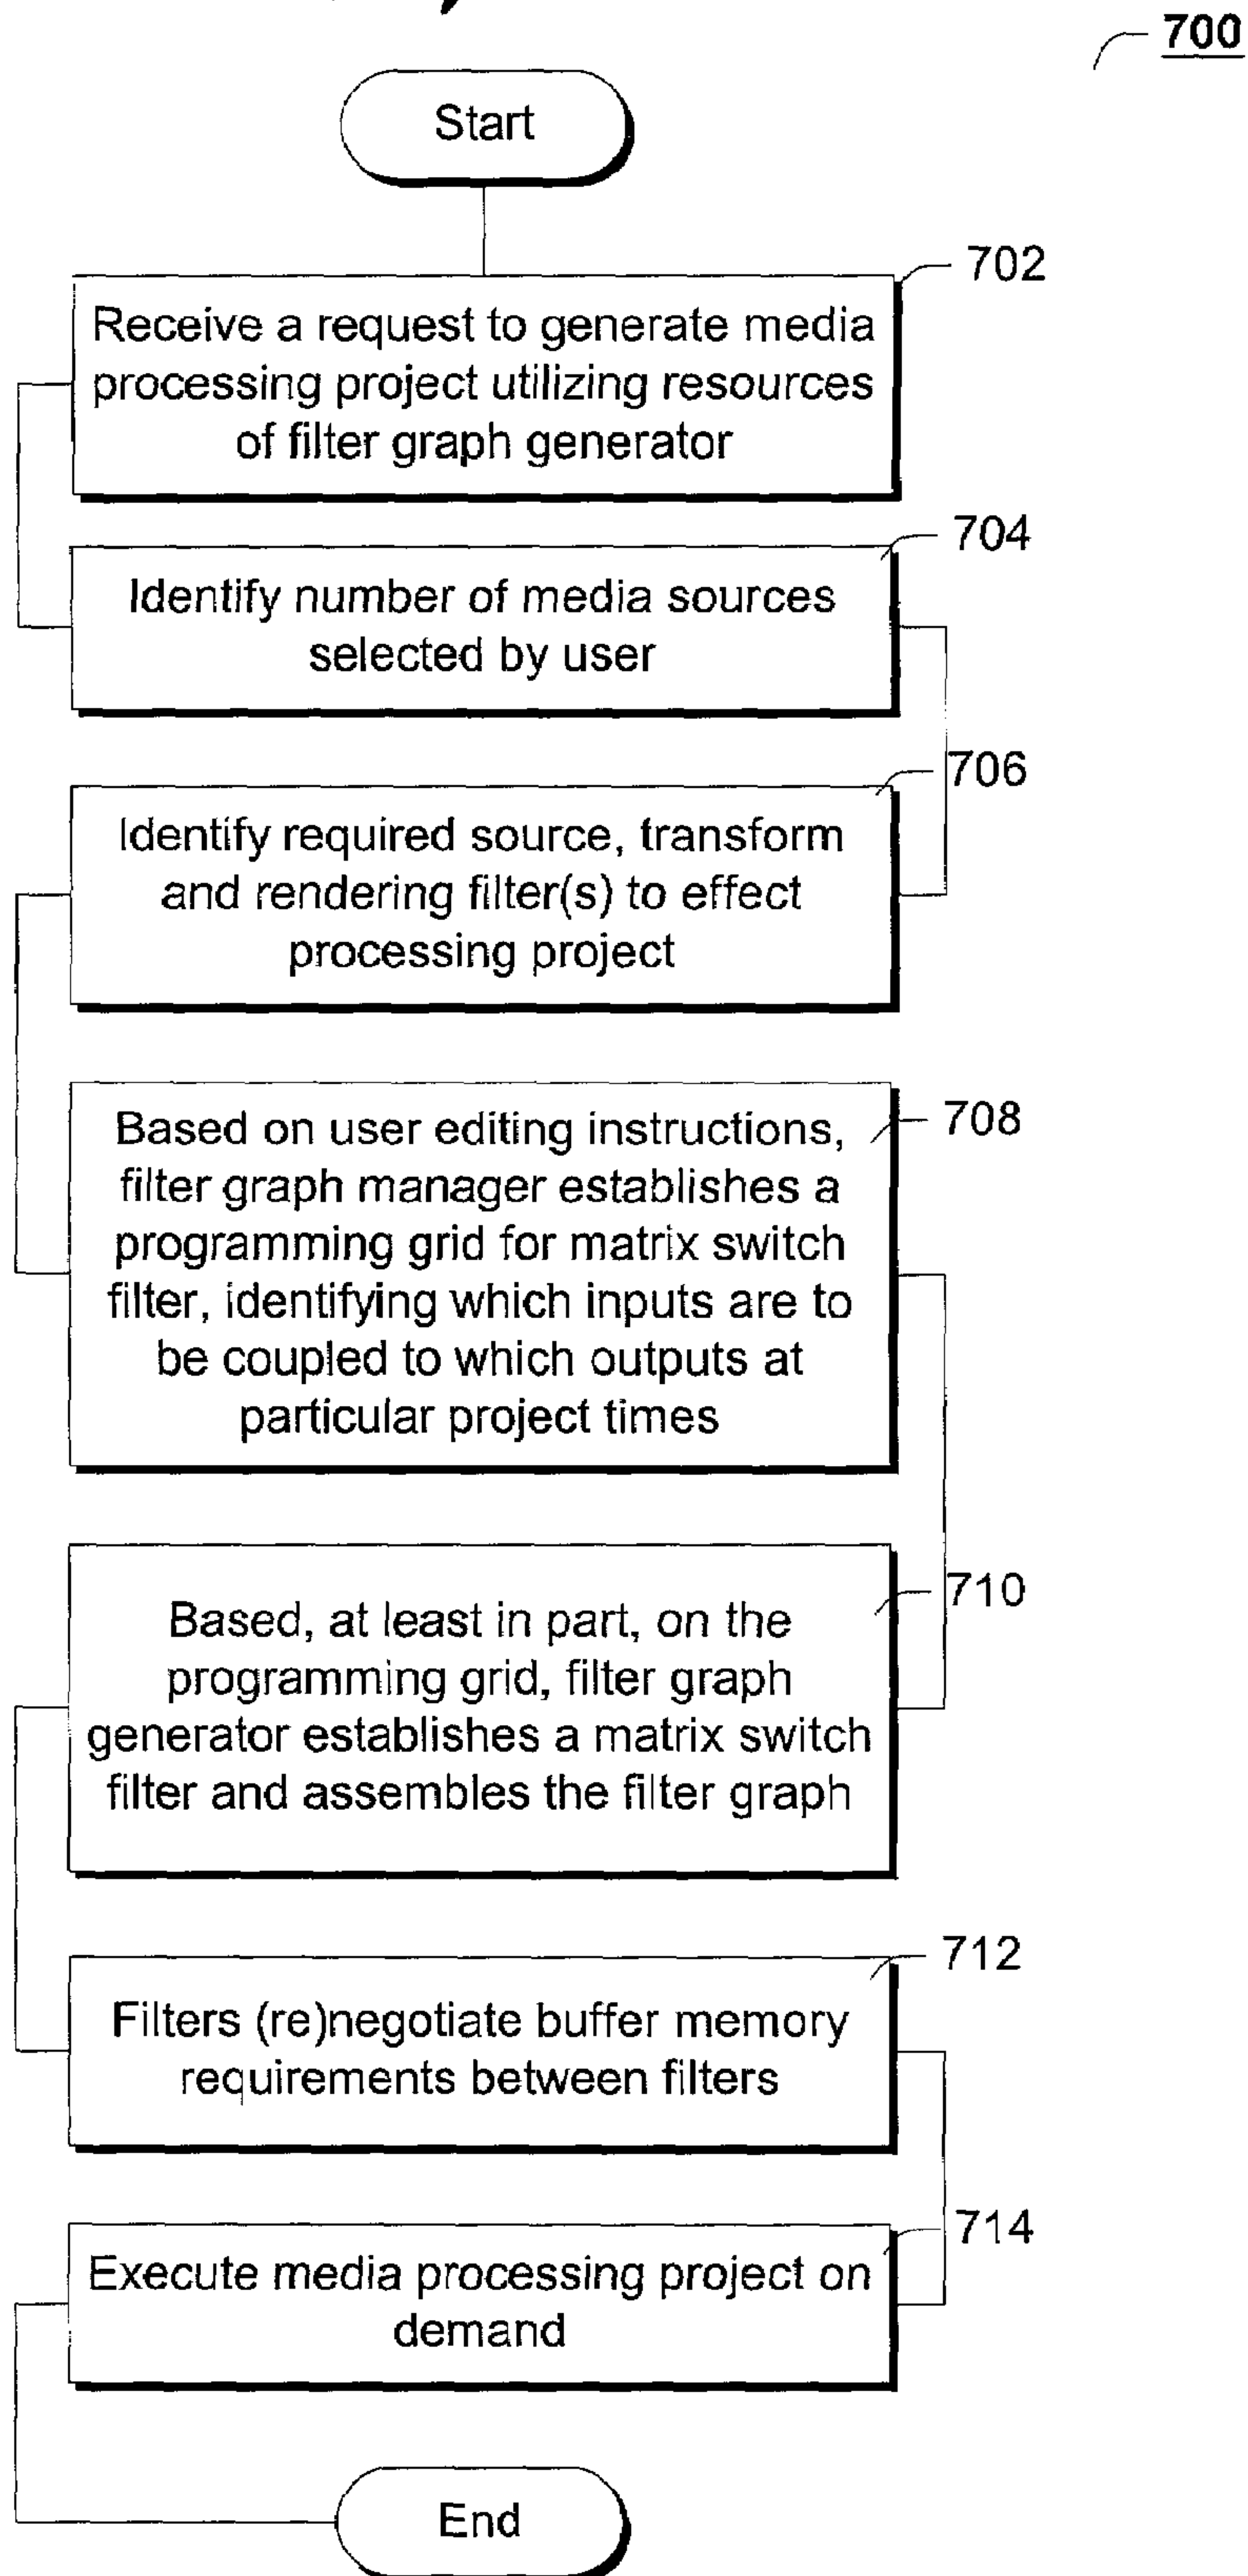 700
Start
702
Receive a request to generate media
processing project utilizing resources
of filter graph generator
704
Identify number of media sources
selected by user
706
Identify required source, transform
and rendering filter(s) to effect
processing project
708
Based on user editing instructions,
filter graph manager establishes a
programming grid for matrix switch
filter, identifying which inputs are to
be coupled to which outputs at
particular project times
710
Based, at least in part, on the
programming grid, filter graph
generator establishes a matrix switch
filter and assembles the filter graph
712
Filters (re)negotiate buffer memory
requirements between filters
714
Execute media processing project on
demand
End